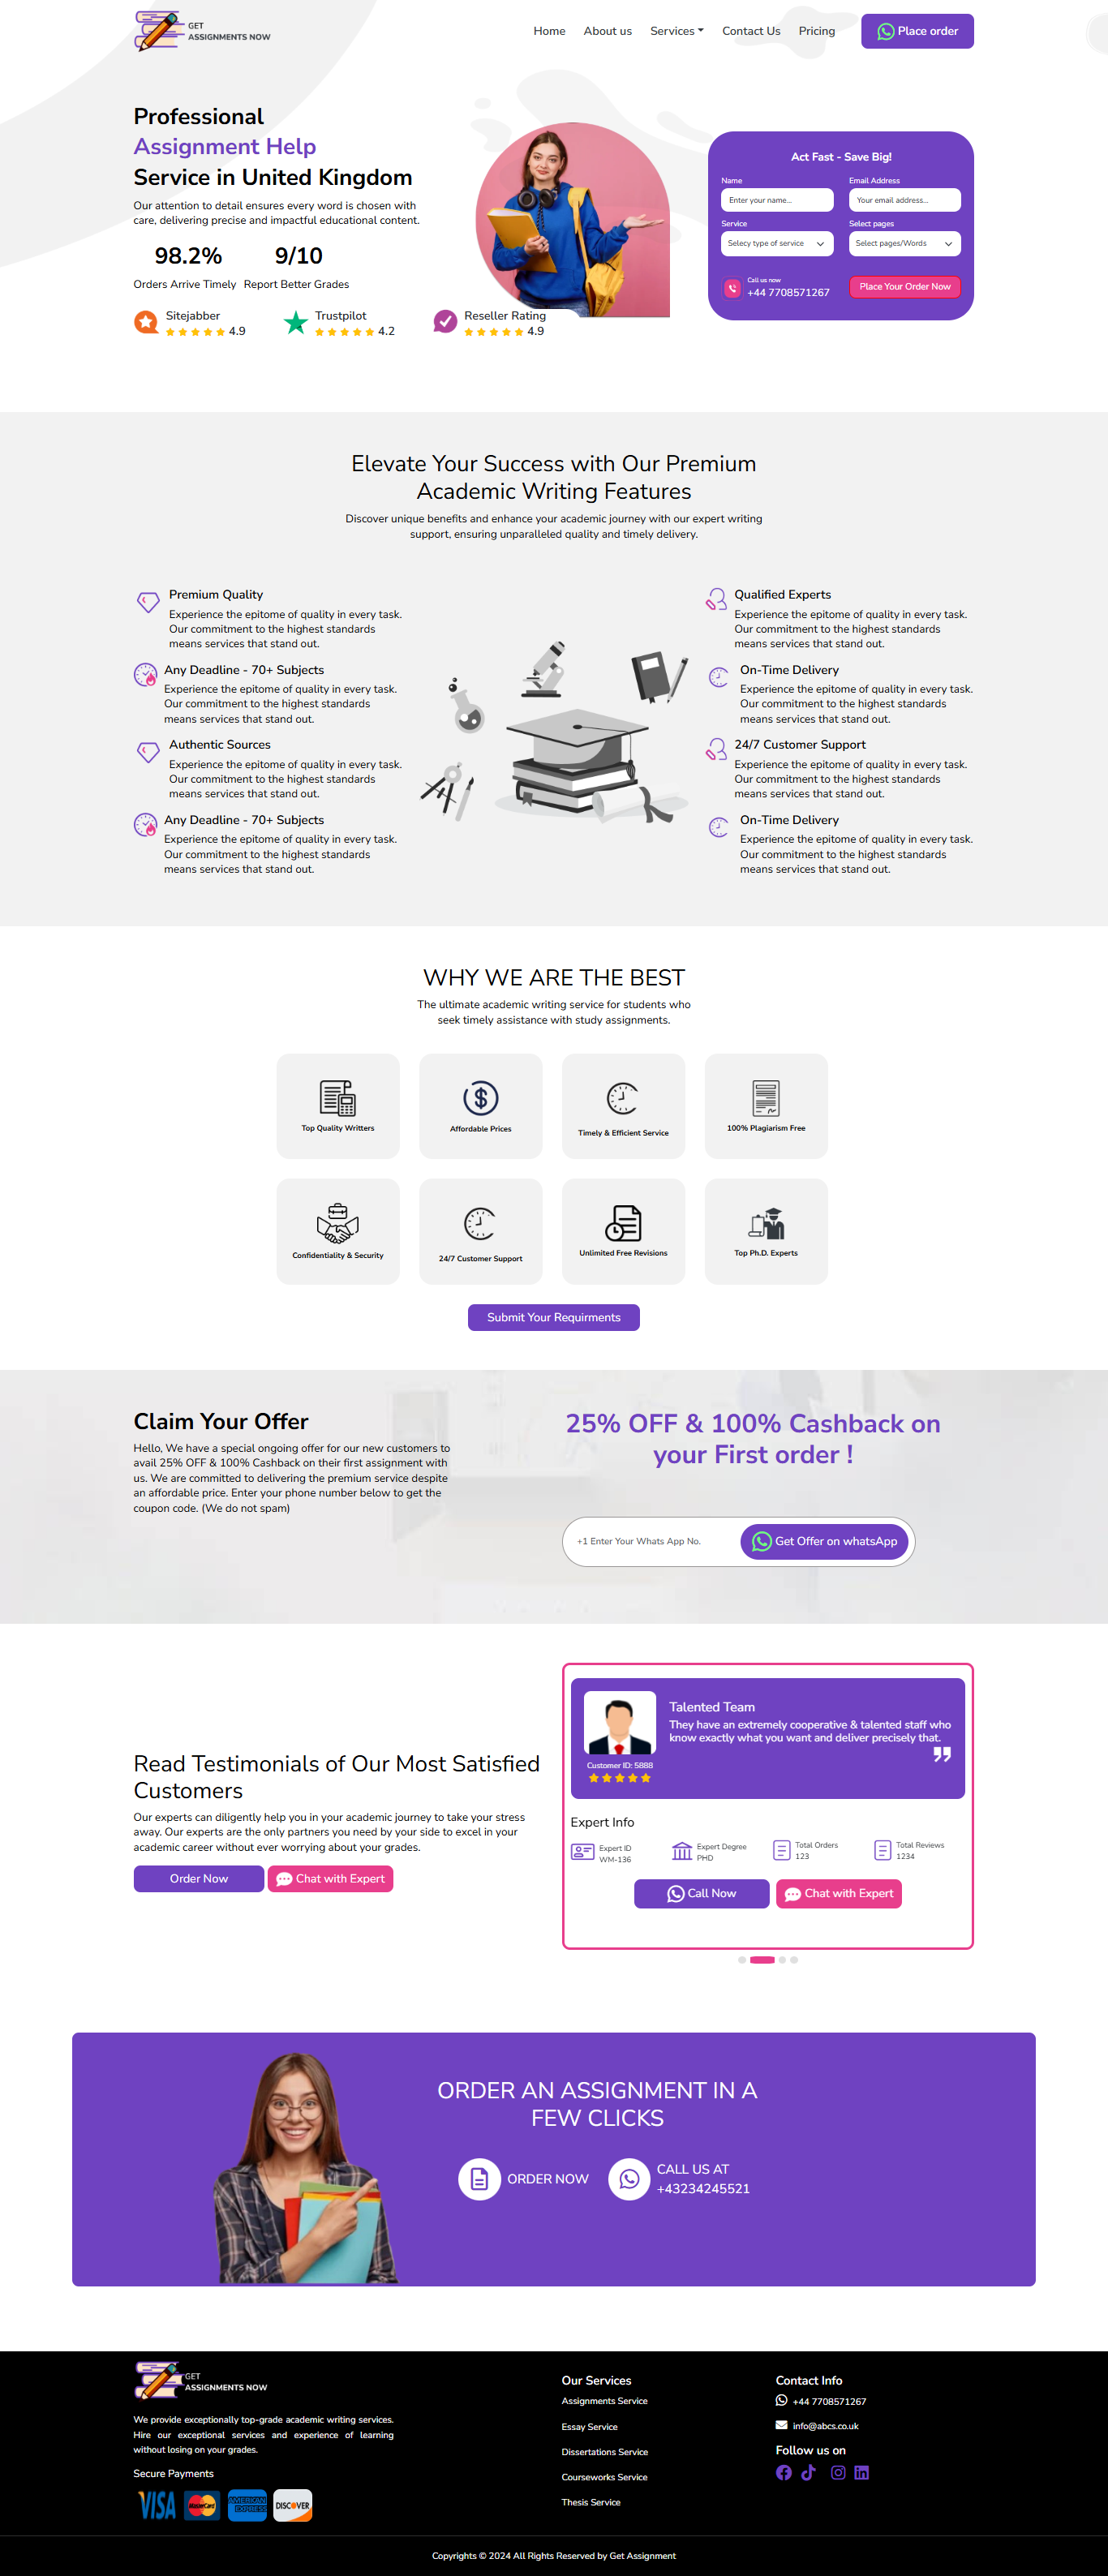 GET
ASSIGNMENTS NOW
Home
About us
Services
Contact Us
Pricing
Place order
Professional
Assignment Help
Service in United Kingdom
Our attention to detail ensures every word is chosen with
care, delivering precise and impactful educational content.
98.2%
Orders Arrive Timely
9/10
Report Better Grades
Sitejabber
4.9
Trustpilot
4.2
Reseller Rating
4.9
Act Fast - Save Big!
Name
Email Address
Enter your name...
Your email address...
Service
Select pages
Selecy type of service
Select pages/Words
Call us now
+44 7708571267
Place Your Order Now
Elevate Your Success with Our Premium
Academic Writing Features
Discover unique benefits and enhance your academic journey with our expert writing
support, ensuring unparalleled quality and timely delivery.
Premium Quality
Experience the epitome of quality in every task.
Our commitment to the highest standards
means services that stand out.
Any Deadline - 70+ Subjects
Experience the epitome of quality in every task.
Our commitment to the highest standards
means services that stand out.
Authentic Sources
Experience the epitome of quality in every task.
Our commitment to the highest standards
means services that stand out.
Any Deadline - 70+ Subjects
Experience the epitome of quality in every task.
Our commitment to the highest standards
means services that stand out.
Qualified Experts
Experience the epitome of quality in every task.
Our commitment to the highest standards
means services that stand out.
On-Time Delivery
Experience the epitome of quality in every task.
Our commitment to the highest standards
means services that stand out.
24/7 Customer Support
Experience the epitome of quality in every task.
Our commitment to the highest standards
means services that stand out.
On-Time Delivery
Experience the epitome of quality in every task.
Our commitment to the highest standards
means services that stand out.
WHY WE ARE THE BEST
The ultimate academic writing service for students who
seek timely assistance with study assignments.
Top Quality Writters
Affordable Prices
Timely & Efficient Service
100% Plagiarism Free
Confidentiality & Security
24/7 Customer Support
Unlimited Free Revisions
Top Ph.D. Experts
Submit Your Requirments
Claim Your Offer
Hello, We have a special ongoing offer for our new customers to
avail 25% OFF & 100% Cashback on their first assignment with
us. We are committed to delivering the premium service despite
an affordable price. Enter your phone number below to get the
coupon code. (We do not spam)
25% OFF & 100% Cashback on
your First order !
+1 Enter Your Whats App No.
Get Offer on whatsApp
Read Testimonials of Our Most Satisfied
Customers
Our experts can diligently help you in your academic journey to take your stress
away. Our experts are the only partners you need by your side to excel in your
academic career without ever worrying about your grades.
Order Now
Chat with Expert
Talented Team
They have an extremely cooperative & talented staff who
know exactly what you want and deliver precisely that.
Customer ID: 5888
Expert Info
Expert ID
WM-136
Expert Degree
PHD
Total Orders
123
Total Reviews
1234
Call Now
Chat with Expert
ORDER AN ASSIGNMENT IN A
FEW CLICKS
ORDER NOW
CALL US AT
+43234245521
GET
ASSIGNMENTS NOW
We provide exceptionally top-grade academic writing services.
Hire our exceptional services and experience of learning
without losing on your grades.
Secure Payments
VISA
MasterCard
AMERICAN
EXPRESS
DISCOVER
Our Services
Assignments Service
Essay Service
Dissertations Service
Courseworks Service
Thesis Service
Contact Info
+44 7708571267
info@abcs.co.uk
Follow us on
Copyrights © 2024 All Rights Reserved by Get Assignment